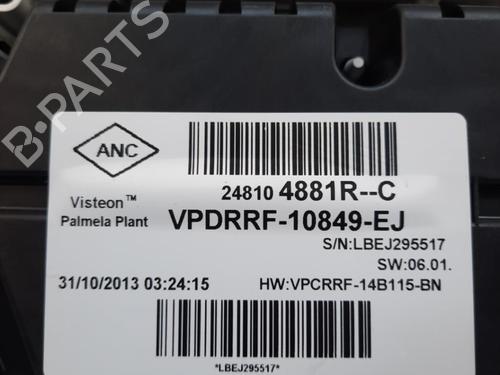 B-PARTS
ANC
24810 4881R--C
Visteon™
Palmela Plant
VPDRRF-10849-EJ
S/N:LBEJ295517
SW:06.01.
31/10/2013 03:24:15
HW:VPCRRF-14B115-BN
*LBEJ295517*